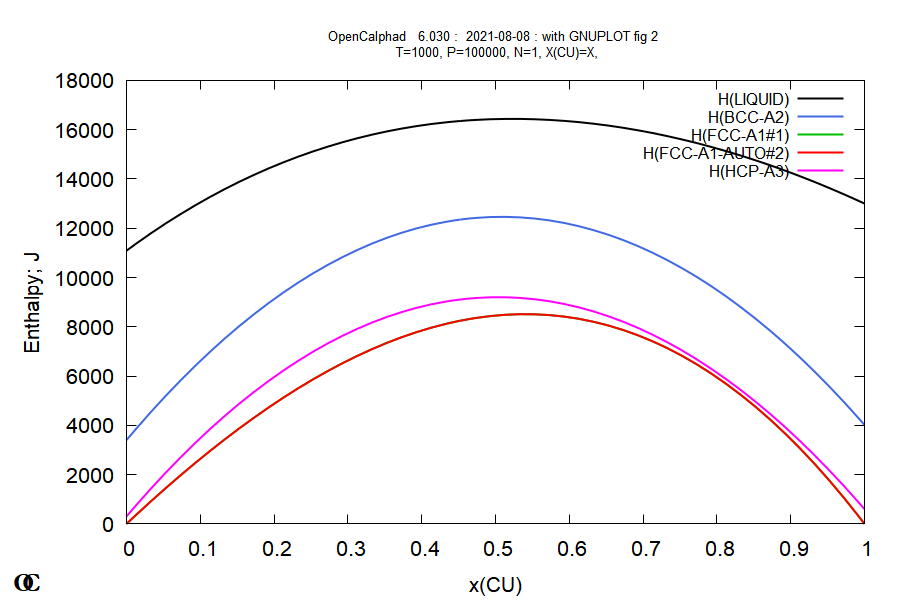 OpenCalphad 6.030 : 2021-08-08 : with GNUPLOT fig 2
T=1000, P=100000, N=1, X(CU)=X,
18000
16000
14000
12000
10000
8000
6000
4000
2000
0
Enthalpy; J
H(LIQUID)
H(BCC-A2)
H(FCC-A1#1)
H(FCC-A1-AUTO#2)
H(HCP-A3)
0 0.1 0.2 0.3 0.4 0.5 0.6 0.7 0.8 0.9 1
x(CU)
OC